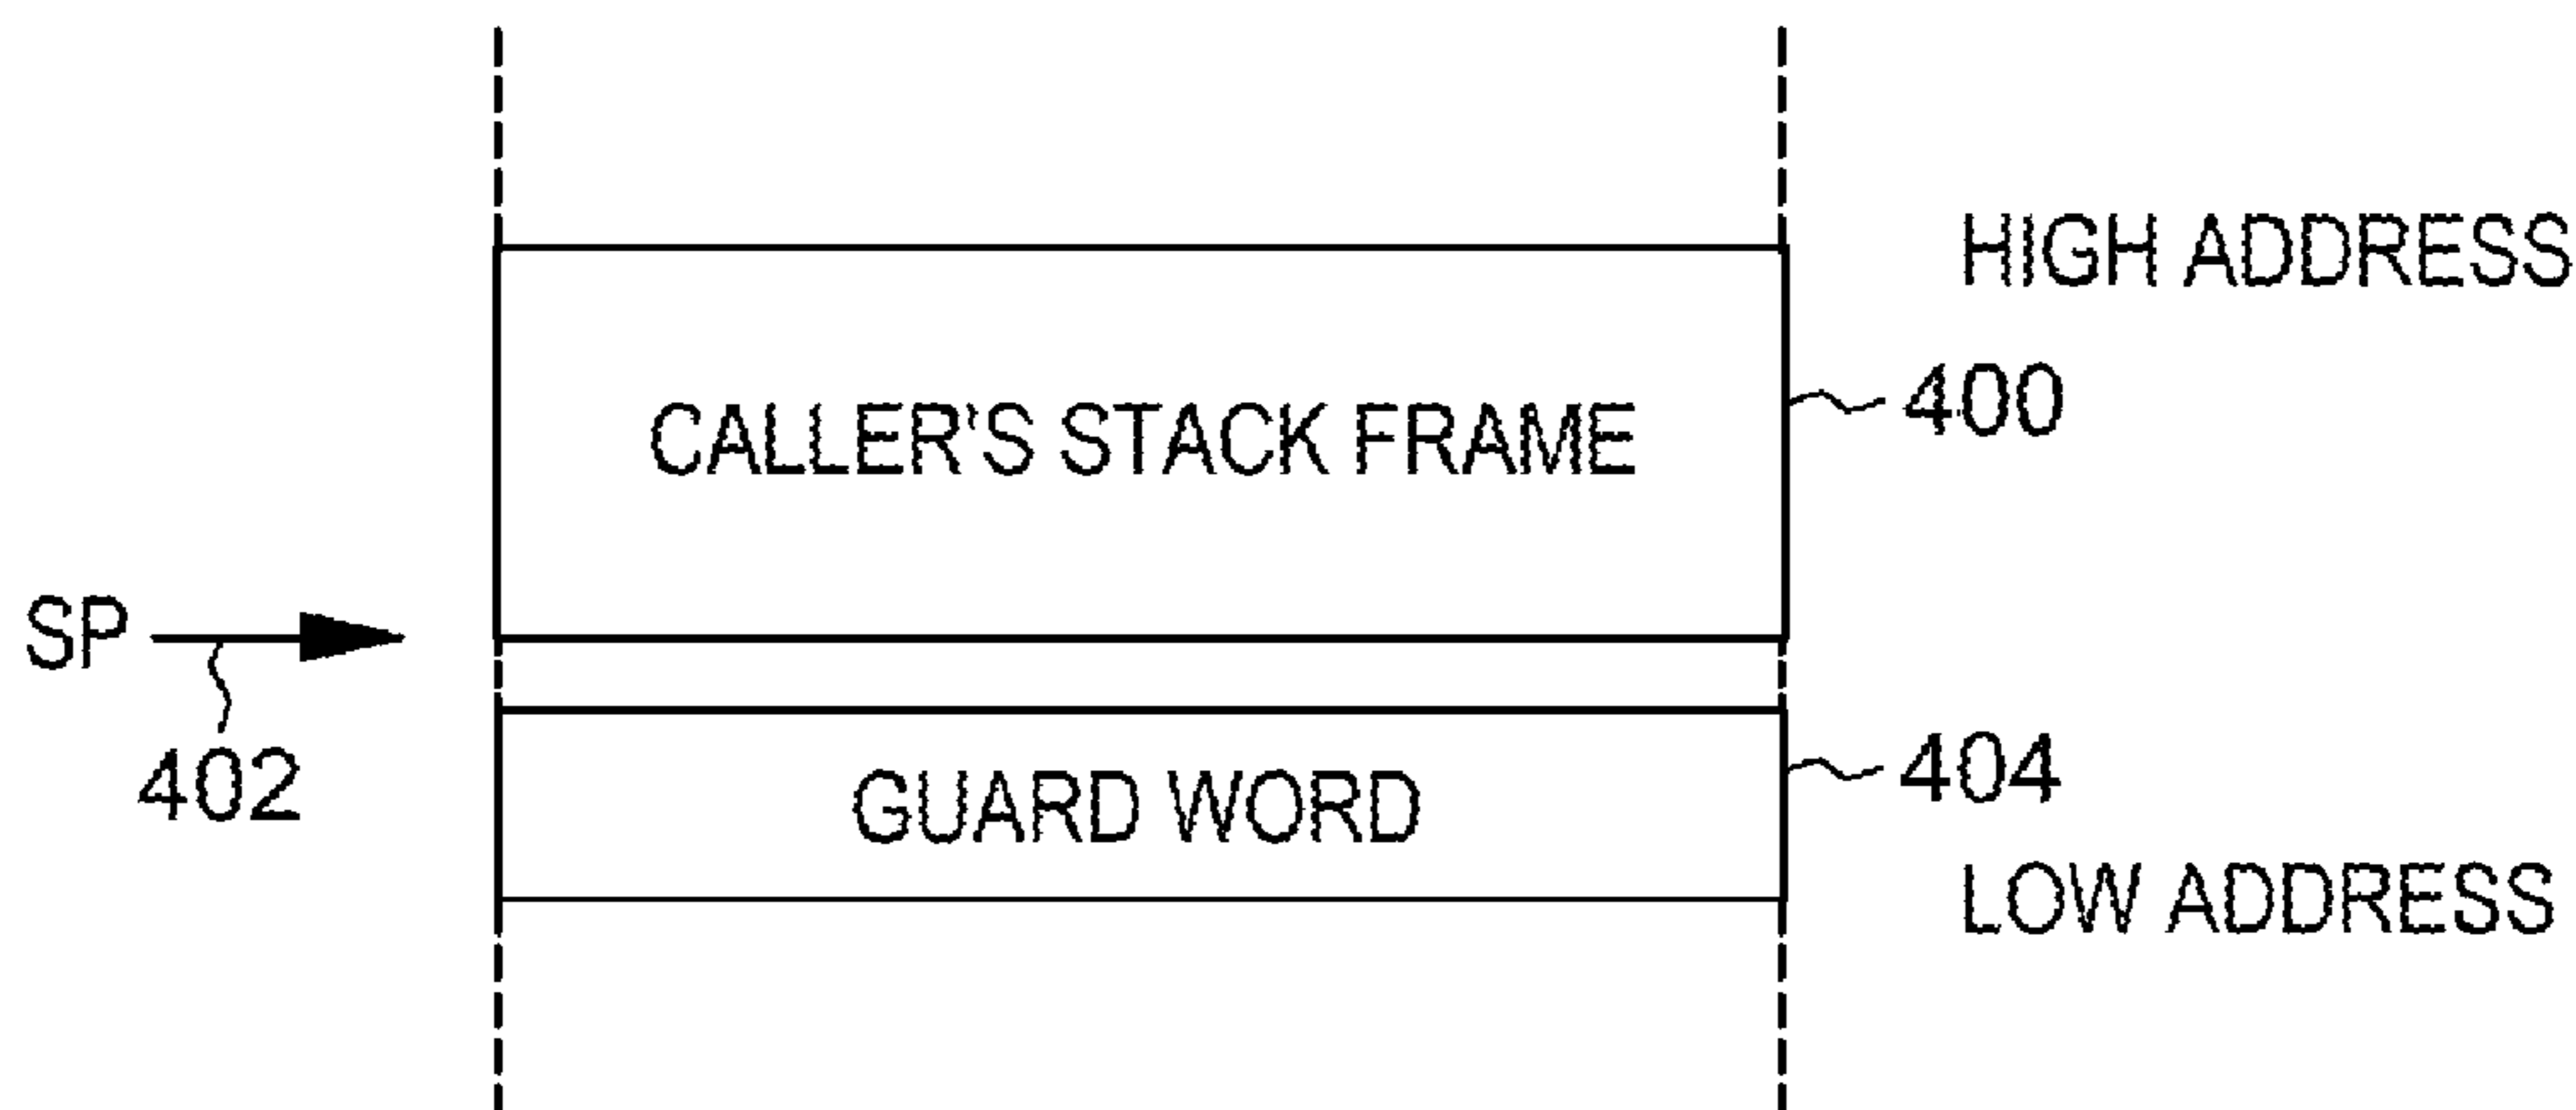 HIGH ADDRESS
400
CALLER'S STACK FRAME
SP
402
404
GUARD WORD
LOW ADDRESS